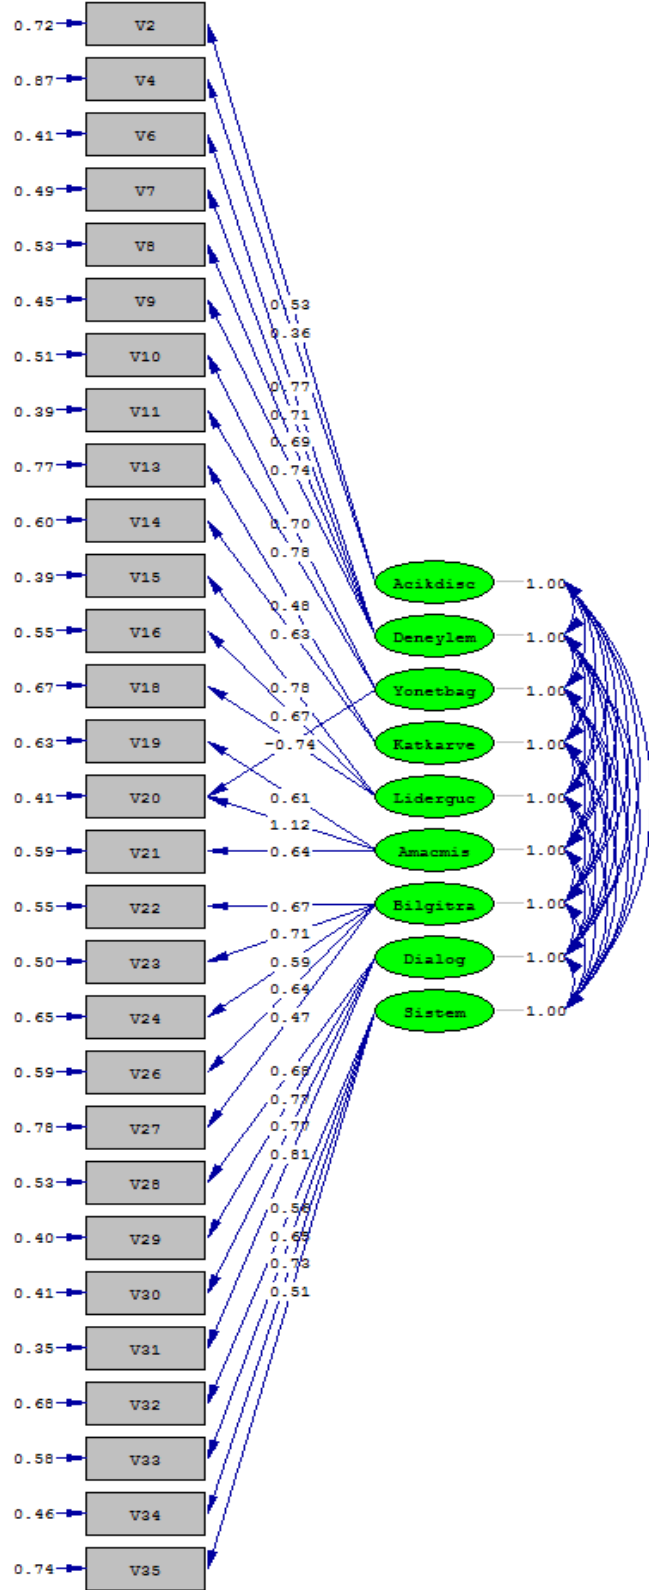 0.72 V2
0.87 V4
0.41 V6
0.49 V7
0.53 V8
0.45 V9
0.53
0.36
0.51 V10
0.77
0.39 V11
0.71
0.69
0.77 V13
0.74
0.60 V14
0.70
0.78
0.39 V15
Acikdisc 1.00
0.48
0.55 V16
0.63
Deneylem 1.00
0.67 V18
0.78
Yonetbag 1.00
0.67
0.63 V19
-0.74
Katkarve 1.00
0.41 V20
0.61
Liderguc 1.00
1.12
0.59 V21
0.64
Amacmis 1.00
0.55 V22
0.67
Bilgitra 1.00
0.71
0.50 V23
0.59
Dialog 1.00
0.64
0.65 V24
0.47
Sistem 1.00
0.59 V26
0.68
0.77
0.78 V27
0.77
0.81
0.53 V28
0.40 V29
0.73
0.41 V30
0.51
0.35 V31
0.68 V32
0.58 V33
0.46 V34
0.74 V35